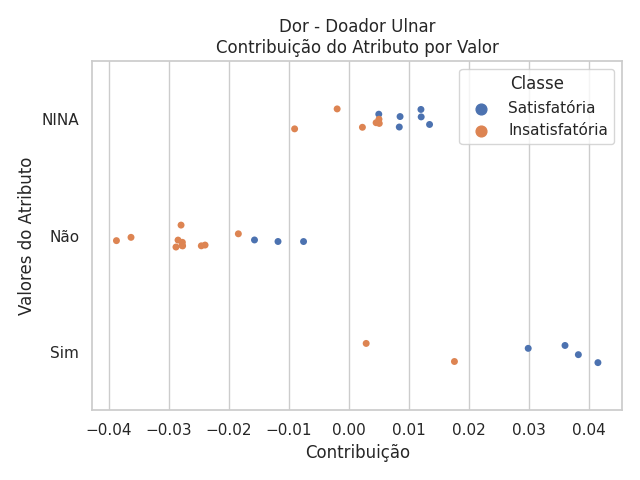 Dor - Doador Ulnar
Contribuição do Atributo por Valor
Classe
Satisfatória
Insatisfatória
Valores do Atributo
NINA
Não
Sim
−0.04 −0.03 −0.02 −0.01 0.00 0.01 0.02 0.03 0.04
Contribuição